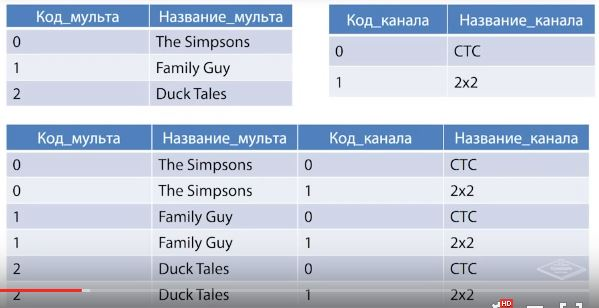 Код_мульта Название_мульта
0 The Simpsons
1 Family Guy
2 Duck Tales
Код_канала Название_канала
0 СТС
1 2x2
Код_мульта Название_мульта Код_канала Название_канала
0 The Simpsons 0 СТС
0 The Simpsons 1 2x2
1 Family Guy 0 СТС
1 Family Guy 1 2x2
2 Duck Tales 0 СТС
2 Duck Tales 1 2x2
HD